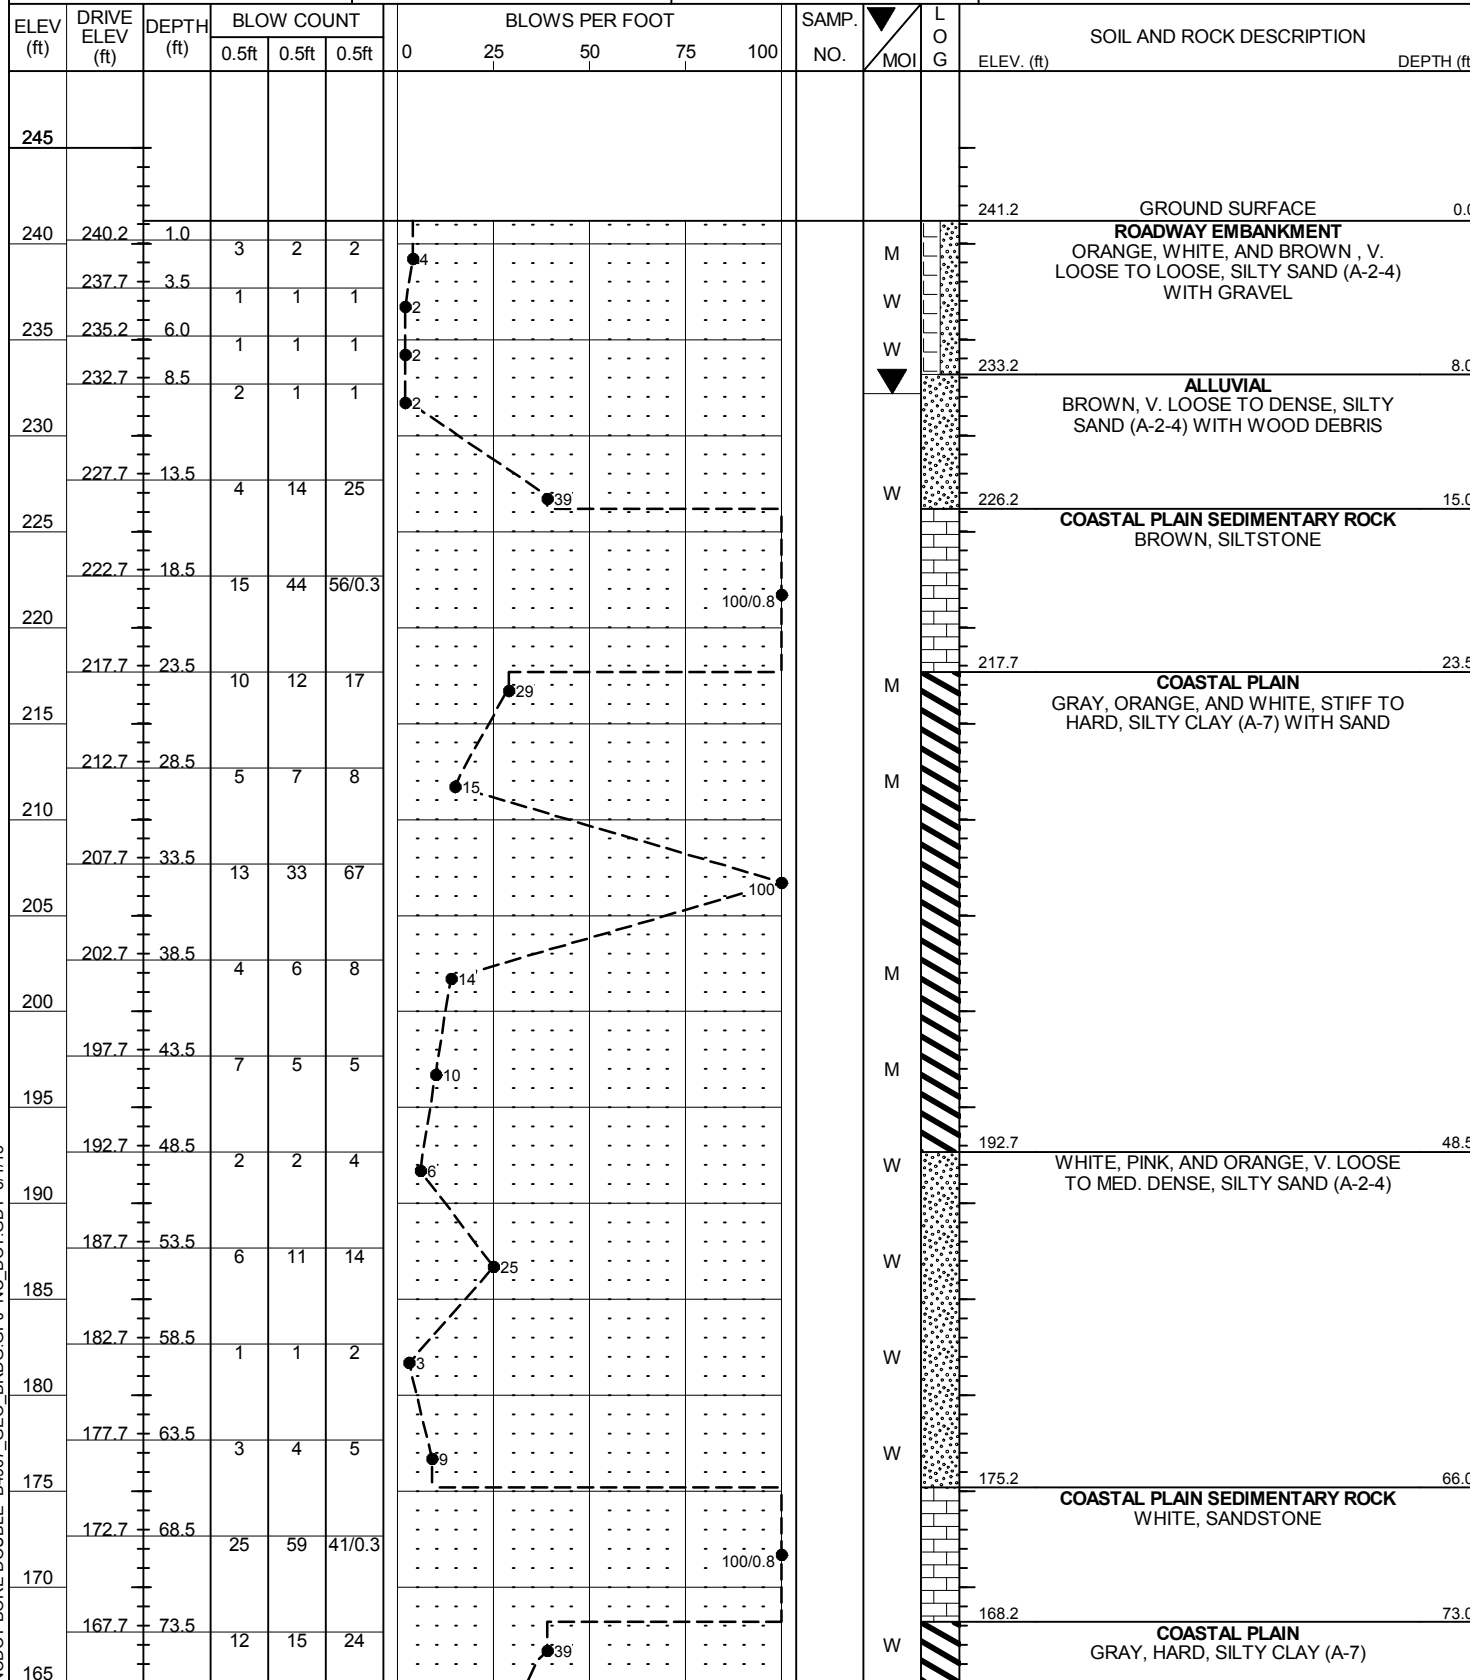 ELEV (ft) DRIVE ELEV (ft) DEPTH (ft) BLOW COUNT BLOWS PER FOOT SAMP. NO. MOI LOG SOIL AND ROCK DESCRIPTION
0.5ft 0.5ft 0.5ft 0 25 50 75 100 ELEV. (ft) DEPTH (ft
245
241.2 GROUND SURFACE 0.0
240 240.2 1.0 3 2 2 4 M ROADWAY EMBANKMENT
ORANGE, WHITE, AND BROWN , V.
LOOSE TO LOOSE, SILTY SAND (A-2-4)
WITH GRAVEL
237.7 3.5 1 1 1 2 W
235 235.2 6.0 1 1 1 2 W
233.2 8.0
232.7 8.5 2 1 1 2 ALLUVIAL
BROWN, V. LOOSE TO DENSE, SILTY
SAND (A-2-4) WITH WOOD DEBRIS
230
227.7 13.5 4 14 25 39 W
226.2 15.0
225 COASTAL PLAIN SEDIMENTARY ROCK
BROWN, SILTSTONE
222.7 18.5 15 44 56/0.3 100/0.8
220
217.7 23.5
217.7 23.5 10 12 17 29 M COASTAL PLAIN
GRAY, ORANGE, AND WHITE, STIFF TO
HARD, SILTY CLAY (A-7) WITH SAND
215
212.7 28.5 5 7 8 15 M
210
207.7 33.5 13 33 67 100
205
202.7 38.5 4 6 8 14 M
200
197.7 43.5 7 5 5 10 M
195
192.7 48.5
192.7 48.5 2 2 4 6 W WHITE, PINK, AND ORANGE, V. LOOSE
TO MED. DENSE, SILTY SAND (A-2-4)
190
187.7 53.5 6 11 14 25 W
185
182.7 58.5 1 1 2 3 W
180
177.7 63.5 3 4 5 9 W
175 175.2 66.0
COASTAL PLAIN SEDIMENTARY ROCK
WHITE, SANDSTONE
172.7 68.5 25 59 41/0.3 100/0.8
170
168.2 73.0
167.7 73.5 12 15 24 39 W COASTAL PLAIN
GRAY, HARD, SILTY CLAY (A-7)
165